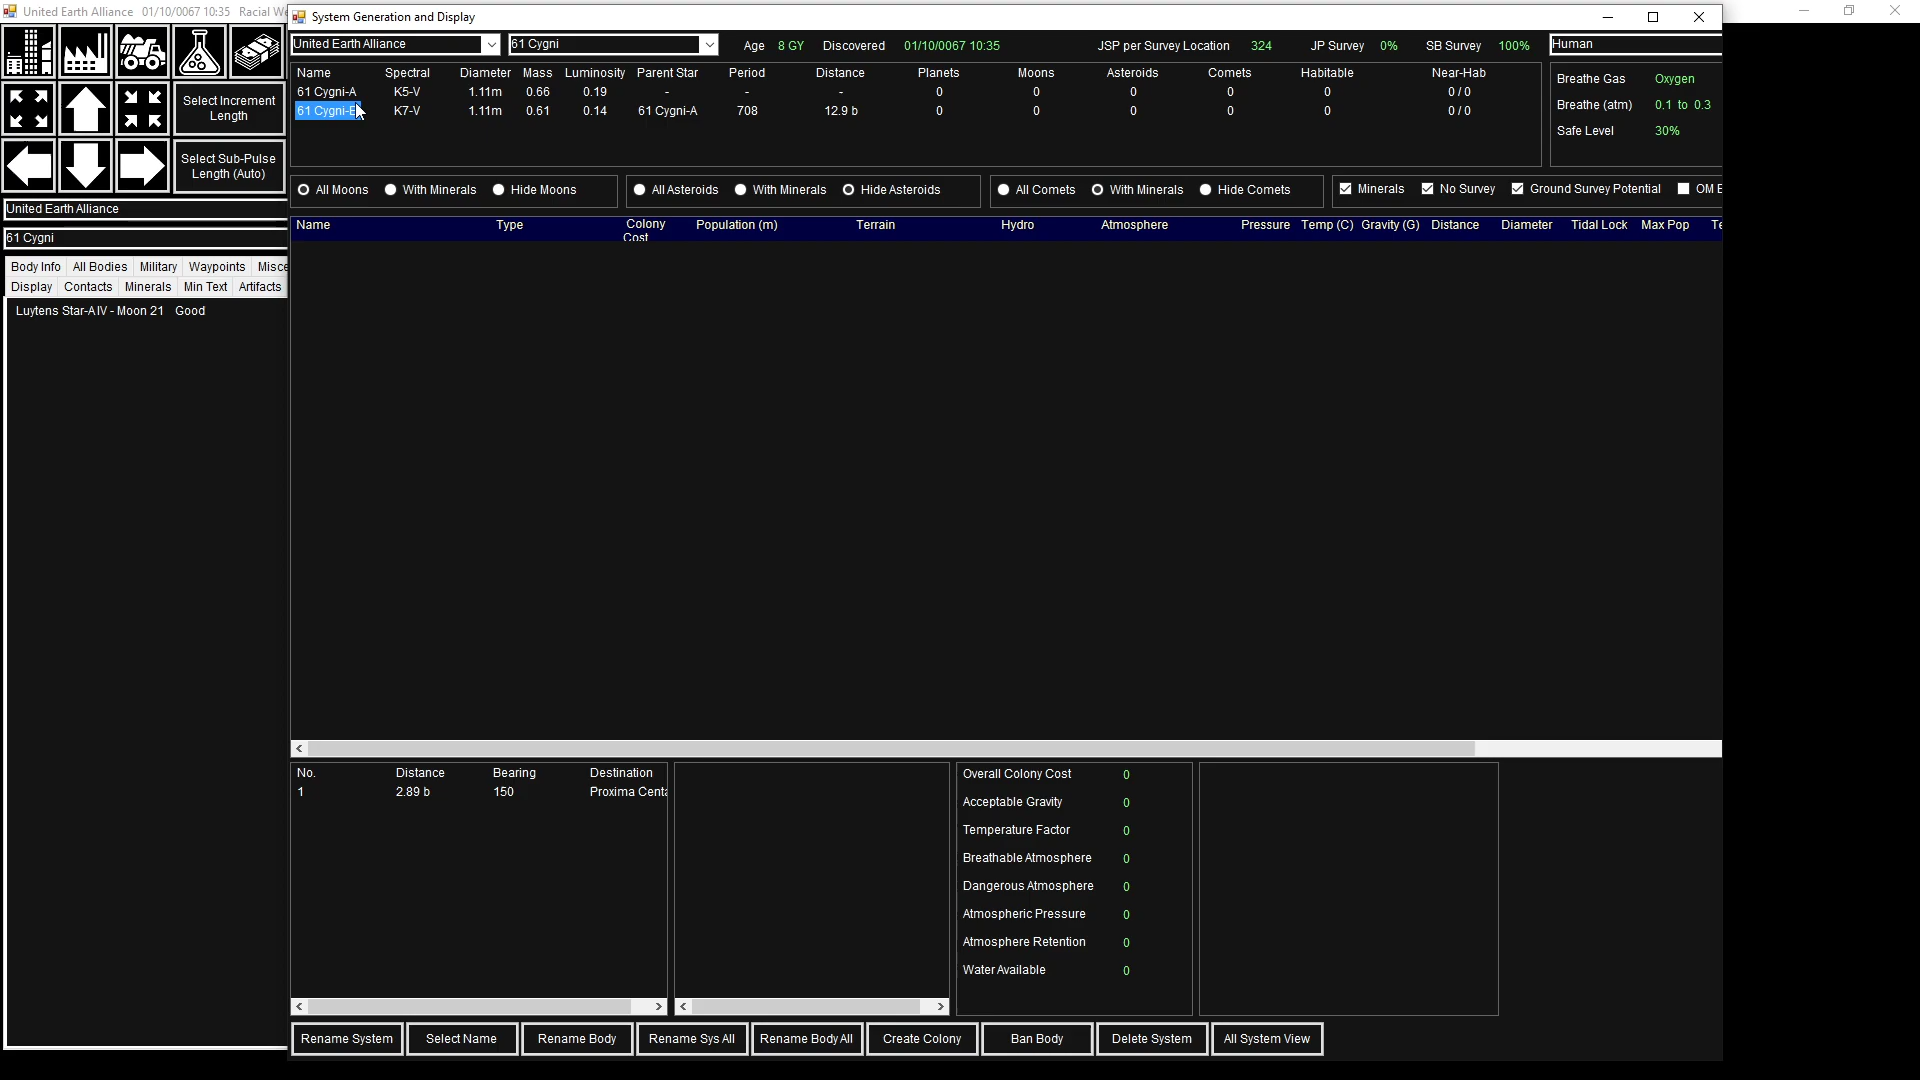 United Earth Alliance 01/10/0067 10:35 Racial We
System Generation and Display
United Earth Alliance 61 Cygni Age 8 GY Discovered 01/10/0067 10:35 JSP per Survey Location 324 JP Survey 0% SB Survey 100% Human
Name Spectral Diameter Mass Luminosity Parent Star Period Distance Planets Moons Asteroids Comets Habitable Near-Hab
61 Cygni-A K5-V 1.11m 0.66 0.19 - - - 0 0 0 0 0 0 / 0
61 Cygni-B K7-V 1.11m 0.61 0.14 61 Cygni-A 708 12.9 b 0 0 0 0 0 0 / 0
Breathe Gas Oxygen
Breathe (atm) 0.1 to 0.3
Safe Level 30%
Select Increment
Length
Select Sub-Pulse
Length (Auto)
United Earth Alliance
61 Cygni
Body Info All Bodies Military Waypoints Misce
Display Contacts Minerals Min Text Artifacts
Luytens Star-A IV - Moon 21 Good
All Moons With Minerals Hide Moons All Asteroids With Minerals Hide Asteroids All Comets With Minerals Hide Comets Minerals No Survey Ground Survey Potential OM E
Name Type Colony Population (m) Terrain Hydro Atmosphere Pressure Temp (C) Gravity (G) Distance Diameter Tidal Lock Max Pop Te
Cost
No. Distance Bearing Destination
1 2.89 b 150 Proxima Centa
Overall Colony Cost 0
Acceptable Gravity 0
Temperature Factor 0
Breathable Atmosphere 0
Dangerous Atmosphere 0
Atmospheric Pressure 0
Atmosphere Retention 0
Water Available 0
Rename System Select Name Rename Body Rename Sys All Rename Body All Create Colony Ban Body Delete System All System View